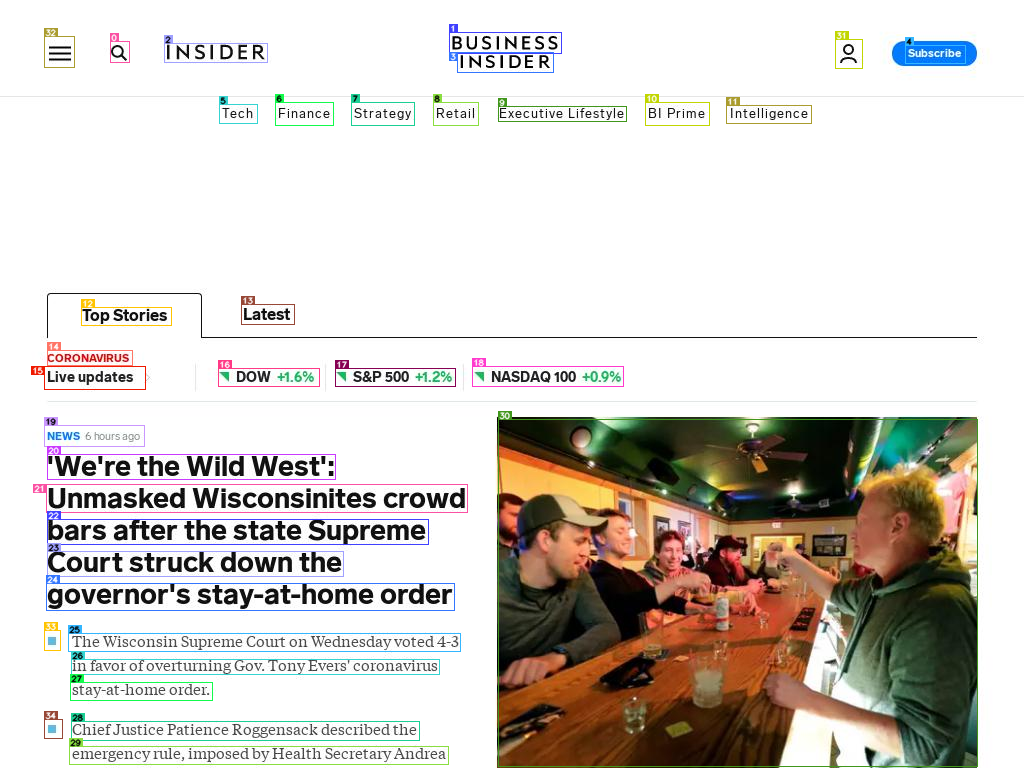 INSIDER
BUSINESS
INSIDER
Subscribe
Tech
Finance
Strategy
Retail
Executive Lifestyle
BI Prime
Intelligence
Top Stories
Latest
CORONAVIRUS
Live updates
DOW +1.6%
S&P 500 +1.2%
NASDAQ 100 +0.9%
NEWS 6 hours ago
'We're the Wild West':
Unmasked Wisconsinites crowd
bars after the state Supreme
Court struck down the
governor's stay-at-home order
The Wisconsin Supreme Court on Wednesday voted 4-3
in favor of overturning Gov. Tony Evers' coronavirus
stay-at-home order.
Chief Justice Patience Roggensack described the
emergency rule, imposed by Health Secretary Andrea
32
0
2
1
3
31
4
5
6
7
8
9
10
11
12
13
14
15
16
17
18
19
20
21
22
23
24
33
25
26
27
34
28
29
30